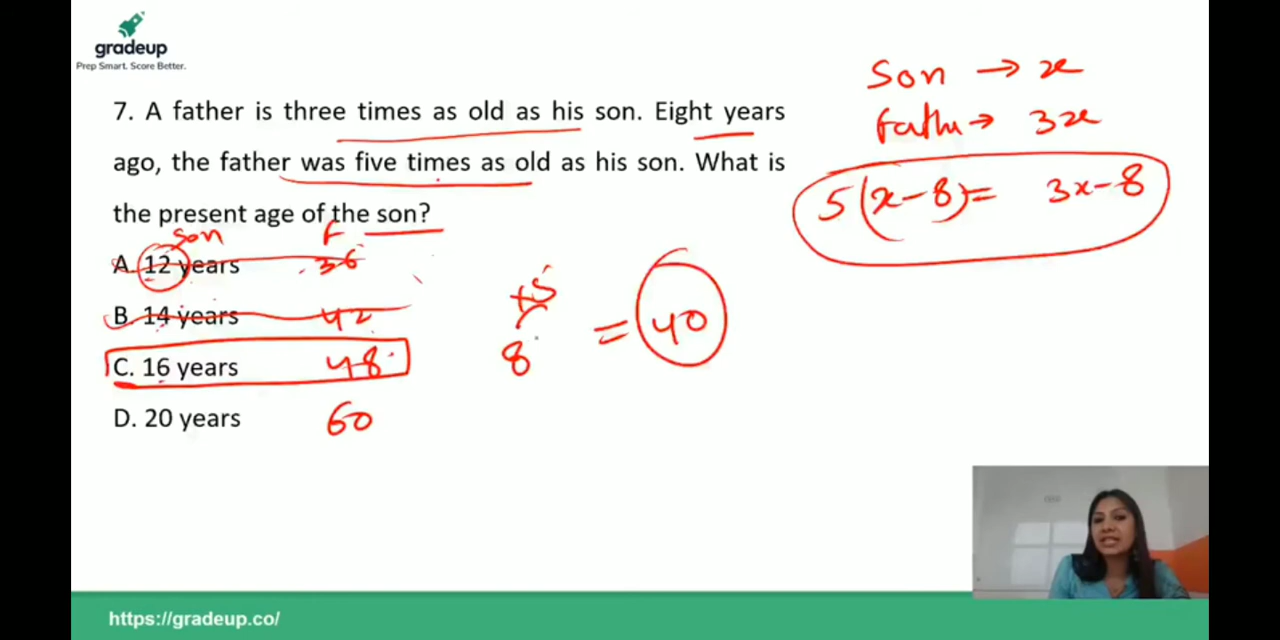 gradeup
Prep Smart. Score Better.
Son → x
Father → 3x
5(x-8)= 3x-8
7. A father is three times as old as his son. Eight years
ago, the father was five times as old as his son. What is
the present age of the son?
Son F
A. 12 years 36
B. 14 years 42
C. 16 years 48
D. 20 years 60
×5
8 = 40
https://gradeup.co/